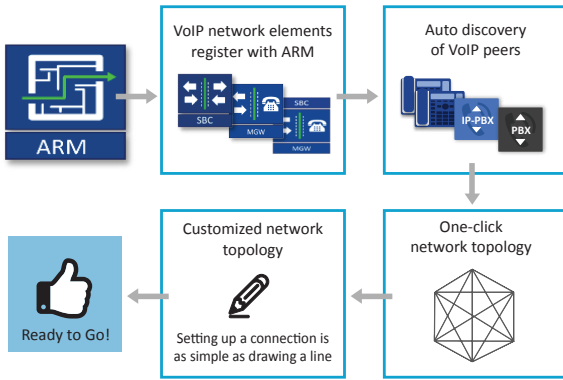 ARM
VoIP network elements
register with ARM
SBC
MGW
SBC
MGW
Auto discovery
of VoIP peers
IP-PBX
PBX
One-click
network topology
Customized network
topology
Setting up a connection is
as simple as drawing a line
Ready to Go!